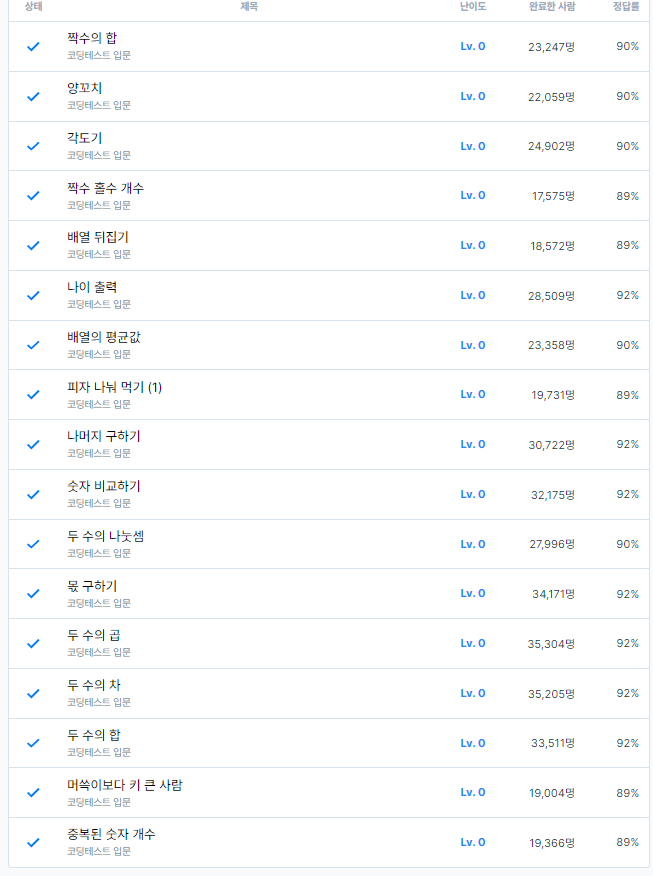 상태 제목 난이도 완료한 사람 정답률
짝수의 합 Lv. 0 23,247명 90%
코딩테스트 입문
양꼬치 Lv. 0 22,059명 90%
코딩테스트 입문
각도기 Lv. 0 24,902명 90%
코딩테스트 입문
짝수 홀수 개수 Lv. 0 17,575명 89%
코딩테스트 입문
배열 뒤집기 Lv. 0 18,572명 89%
코딩테스트 입문
나이 출력 Lv. 0 28,509명 92%
코딩테스트 입문
배열의 평균값 Lv. 0 23,358명 90%
코딩테스트 입문
피자 나눠 먹기 (1) Lv. 0 19,731명 89%
코딩테스트 입문
나머지 구하기 Lv. 0 30,722명 92%
코딩테스트 입문
숫자 비교하기 Lv. 0 32,175명 92%
코딩테스트 입문
두 수의 나눗셈 Lv. 0 27,996명 90%
코딩테스트 입문
몫 구하기 Lv. 0 34,171명 92%
코딩테스트 입문
두 수의 곱 Lv. 0 35,304명 92%
코딩테스트 입문
두 수의 차 Lv. 0 35,205명 92%
코딩테스트 입문
두 수의 합 Lv. 0 33,511명 92%
코딩테스트 입문
머쓱이보다 키 큰 사람 Lv. 0 19,004명 89%
코딩테스트 입문
중복된 숫자 개수 Lv. 0 19,366명 89%
코딩테스트 입문